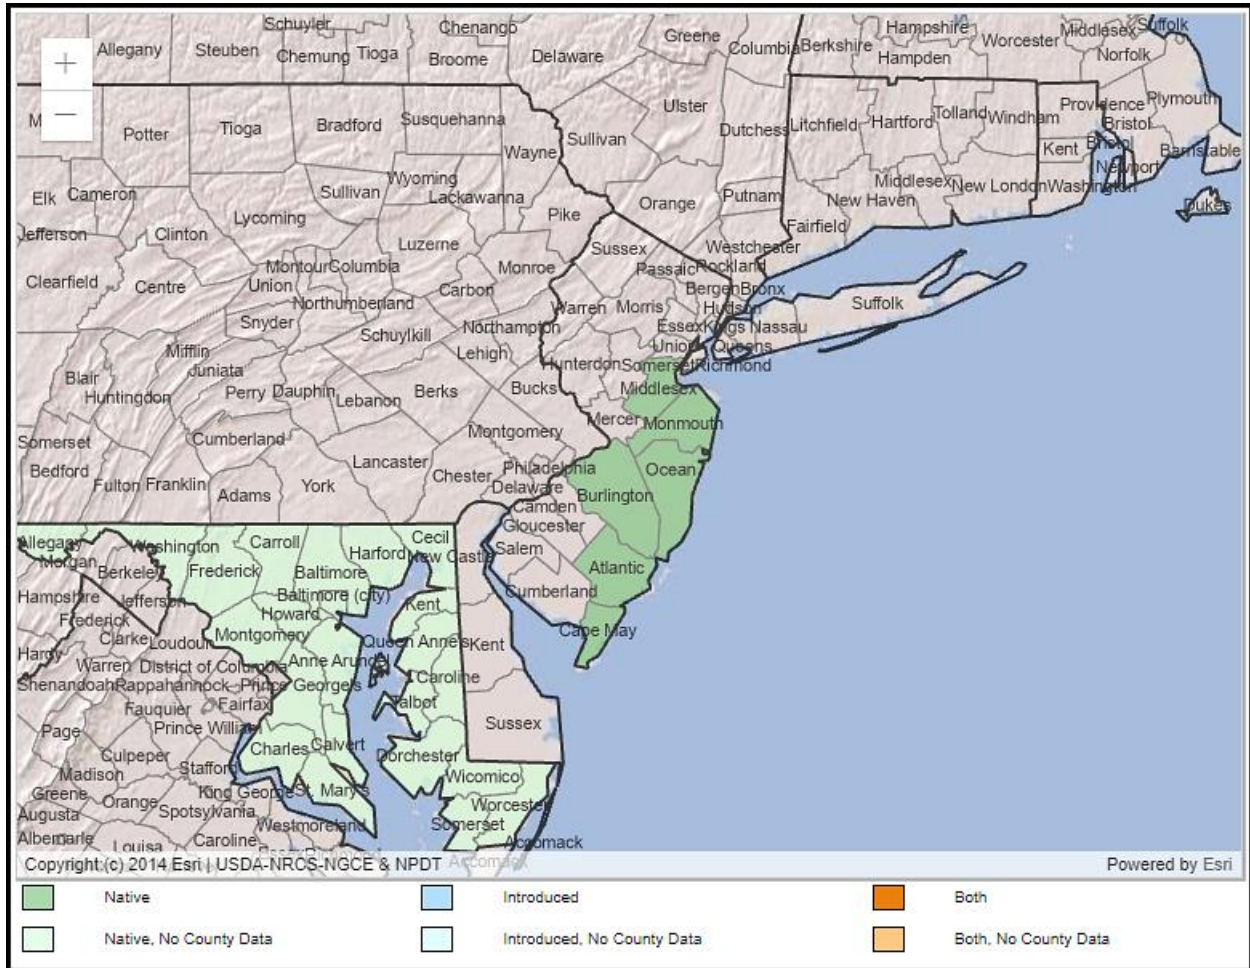 Schuyler
Chenango
Greene
Hampshire
Middlesex
Suffolk
Allegany
Steuben
Chemung
Tioga
Broome
Delaware
Columbia
Berkshire
Hampden
Worcester
Norfolk
+
−
Potter
Tioga
Bradford
Susquehanna
Wayne
Sullivan
Ulster
Dutchess
Litchfield
Hartford
Tolland
Windham
Providence
Plymouth
Bristol
Kent
Bristol
Barnstable
Newport
Elk
Cameron
Sullivan
Wyoming
Lackawanna
Pike
Orange
Putnam
Middlesex
New London
Washington
New Haven
Dukes
Jefferson
Clinton
Lycoming
Luzerne
Sussex
Westchester
Fairfield
Clearfield
Centre
Montour
Columbia
Union
Monroe
Passaic
Rockland
Northumberland
Carbon
Warren
Morris
Bergen
Bronx
Hudson
Suffolk
Snyder
Schuylkill
Northampton
Essex
Kings
Nassau
Mifflin
Juniata
Lehigh
Union
Queens
Hunterdon
Somerset
Richmond
Blair
Huntingdon
Perry
Dauphin
Lebanon
Berks
Bucks
Middlesex
Mercer
Monmouth
Somerset
Cumberland
Montgomery
Bedford
Fulton
Franklin
Adams
York
Lancaster
Chester
Philadelphia
Delaware
Ocean
Burlington
Camden
Gloucester
Allegany
Washington
Carroll
Harford
Cecil
New Castle
Salem
Morgan
Berkeley
Frederick
Baltimore
Atlantic
Hampshire
Jefferson
Baltimore (city)
Kent
Cumberland
Frederick
Howard
Clarke
Loudoun
Montgomery
Queen Anne's
Kent
Cape May
Hardy
Warren
District of Columbia
Anne Arundel
Caroline
Shenandoah
Rappahannock
Prince George's
Fauquier
Fairfax
Talbot
Page
Prince William
Sussex
Culpeper
Charles
Calvert
Dorchester
Madison
Stafford
Wicomico
Greene
Orange
King George
St. Mary's
Worcester
Augusta
Spotsylvania
Somerset
Albemarle
Louisa
Caroline
Westmoreland
Accomack
Essex
Richmond
Accomack
Copyright:(c) 2014 Esri | USDA-NRCS-NGCE & NPDT
Powered by Esri
Native
Introduced
Both
Native, No County Data
Introduced, No County Data
Both, No County Data